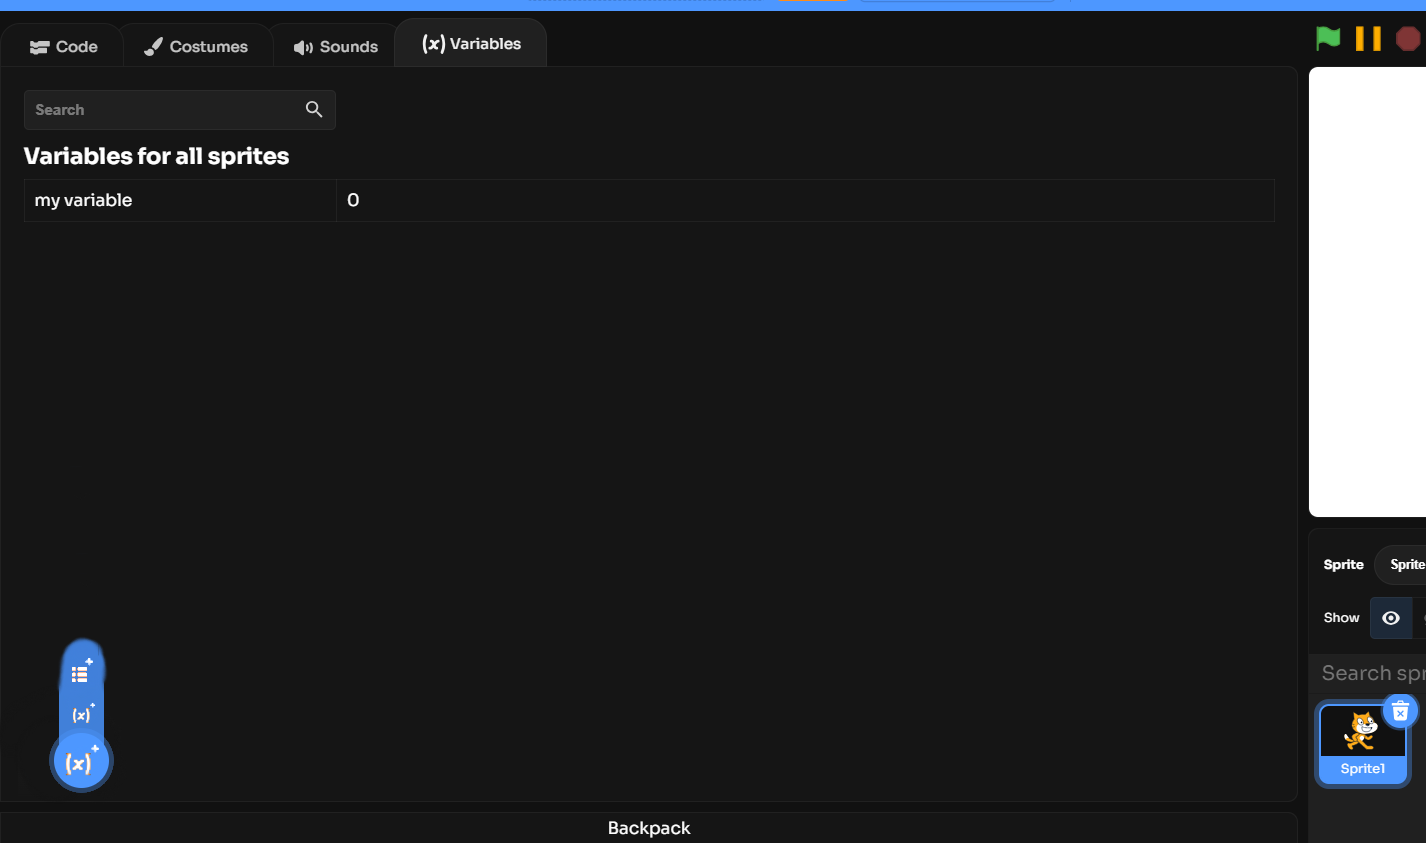 Code
Costumes
Sounds
(x) Variables
Search
Variables for all sprites
my variable
0
(x)
(x)
Sprite
Sprite
Show
Search spr
Sprite1
Backpack